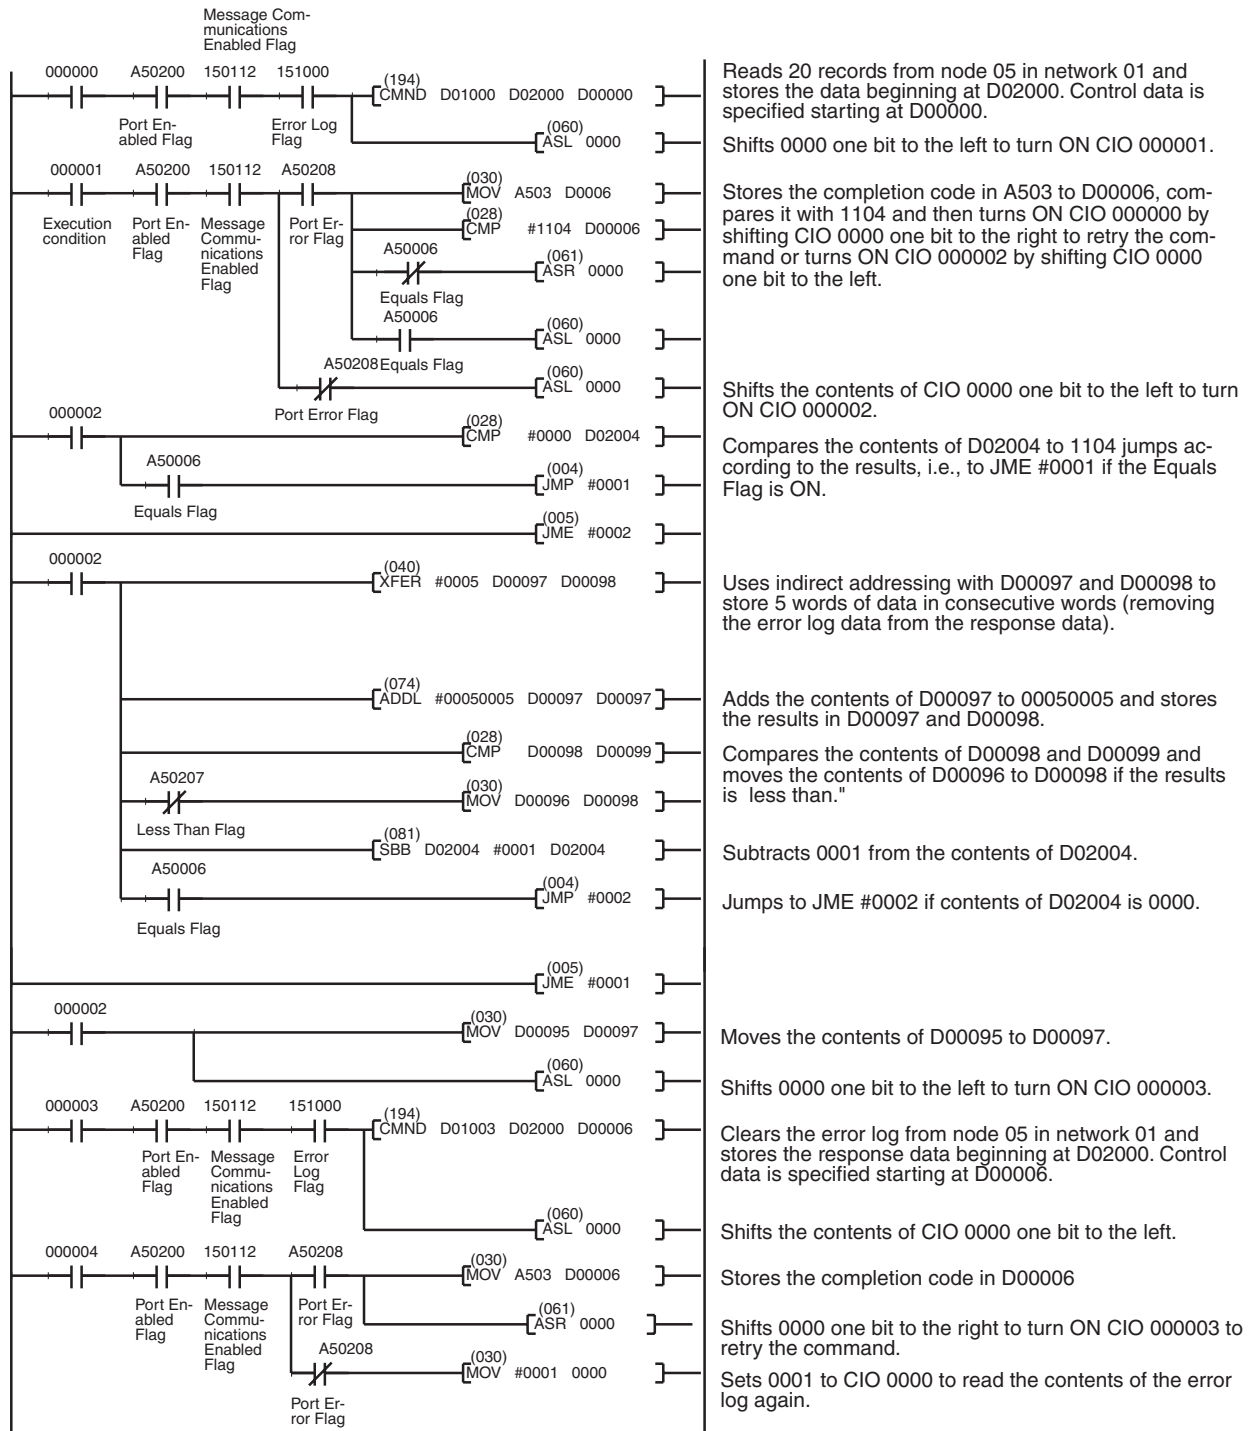 Message Com-
munications
Enabled Flag
000000 A50200 150112 151000
(194)
CMND D01000 D02000 D00000
Port En-
abled Flag
Error Log
Flag
(060)
ASL 0000
Reads 20 records from node 05 in network 01 and
stores the data beginning at D02000. Control data is
specified starting at D00000.
Shifts 0000 one bit to the left to turn ON CIO 000001.
000001 A50200 150112 A50208
Execution
condition
Port En-
abled
Flag
Message
Commu-
nications
Enabled
Flag
Port Er-
ror Flag
(030)
MOV A503 D0006
(028)
CMP #1104 D00006
A50006
Equals Flag
(061)
ASR 0000
A50006
Equals Flag
(060)
ASL 0000
A50208
Port Error Flag
(060)
ASL 0000
Stores the completion code in A503 to D00006, com-
pares it with 1104 and then turns ON CIO 000000 by
shifting CIO 0000 one bit to the right to retry the com-
mand or turns ON CIO 000002 by shifting CIO 0000
one bit to the left.
Shifts the contents of CIO 0000 one bit to the left to turn
ON CIO 000002.
000002
(028)
CMP #0000 D02004
A50006
Equals Flag
(004)
JMP #0001
Compares the contents of D02004 to 1104 jumps ac-
cording to the results, i.e., to JME #0001 if the Equals
Flag is ON.
(005)
JME #0002
000002
(040)
XFER #0005 D00097 D00098
Uses indirect addressing with D00097 and D00098 to
store 5 words of data in consecutive words (removing
the error log data from the response data).
(074)
ADDL #00050005 D00097 D00097
Adds the contents of D00097 to 00050005 and stores
the results in D00097 and D00098.
(028)
CMP D00098 D00099
A50207
Less Than Flag
(030)
MOV D00096 D00098
Compares the contents of D00098 and D00099 and
moves the contents of D00096 to D00098 if the results
is less than."
(081)
SBB D02004 #0001 D02004
Subtracts 0001 from the contents of D02004.
A50006
Equals Flag
(004)
JMP #0002
Jumps to JME #0002 if contents of D02004 is 0000.
(005)
JME #0001
000002
(030)
MOV D00095 D00097
Moves the contents of D00095 to D00097.
(060)
ASL 0000
Shifts 0000 one bit to the left to turn ON CIO 000003.
000003 A50200 150112 151000
(194)
CMND D01003 D02000 D00006
Port En-
abled
Flag
Message
Commu-
nications
Enabled
Flag
Error
Log
Flag
Clears the error log from node 05 in network 01 and
stores the response data beginning at D02000. Control
data is specified starting at D00006.
(060)
ASL 0000
Shifts the contents of CIO 0000 one bit to the left.
000004 A50200 150112 A50208
(030)
MOV A503 D00006
Stores the completion code in D00006
Port En-
abled
Flag
Message
Commu-
nications
Enabled
Flag
Port Er-
ror Flag
(061)
ASR 0000
Shifts 0000 one bit to the right to turn ON CIO 000003 to
retry the command.
A50208
Port Er-
ror Flag
(030)
MOV #0001 0000
Sets 0001 to CIO 0000 to read the contents of the error
log again.